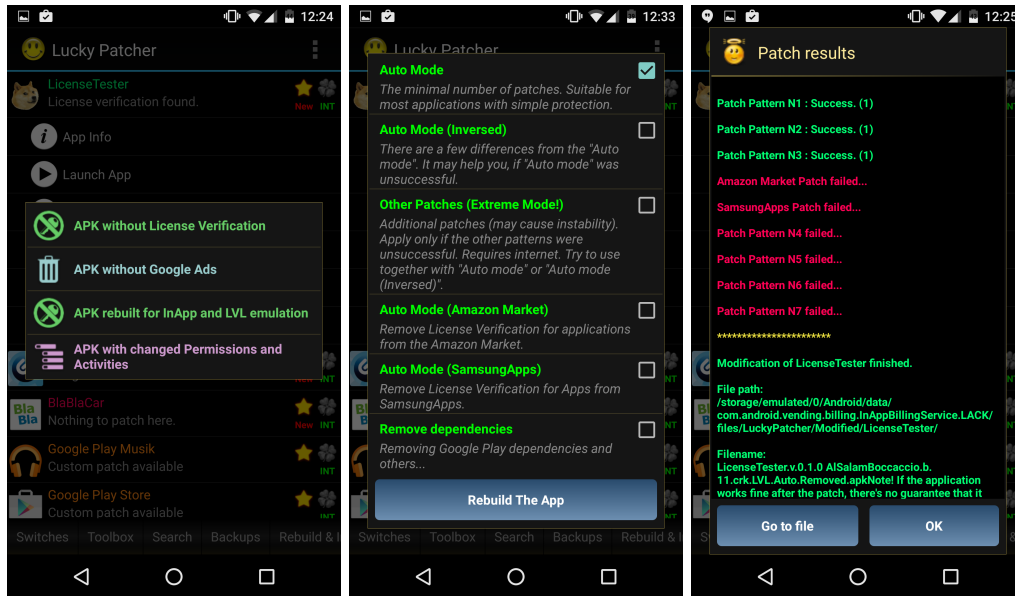 12:24
Lucky Patcher
LicenseTester
License verification found.
New INT
App Info
Launch App
APK without License Verification
APK without Google Ads
APK rebuilt for InApp and LVL emulation
APK with changed Permissions and
Activities
New INT
Bla
Bla
BlaBlaCar
Nothing to patch here.
New INT
Google Play Musik
Custom patch available
INT
Google Play Store
Custom patch available
INT
Switches
Toolbox
Search
Backups
Rebuild & I
12:33
Lucky Patcher
Auto Mode
The minimal number of patches. Suitable for
most applications with simple protection.
Auto Mode (Inversed)
There are a few differences from the "Auto
mode". It may help you, if "Auto mode" was
unsuccessful.
Other Patches (Extreme Mode!)
Additional patches (may cause instability).
Apply only if the other patterns were
unsuccessful. Requires internet. Try to use
together with "Auto mode" or "Auto mode
(Inversed)".
Auto Mode (Amazon Market)
Remove License Verification for applications
from the Amazon Market.
Auto Mode (SamsungApps)
Remove License Verification for Apps from
SamsungApps.
Remove dependencies
Removing Google Play dependencies and
others...
Rebuild The App
Switches
Toolbox
Search
Backups
Rebuild & I
12:25
Patch results
Patch Pattern N1 : Success. (1)
Patch Pattern N2 : Success. (1)
Patch Pattern N3 : Success. (1)
Amazon Market Patch failed...
SamsungApps Patch failed...
Patch Pattern N4 failed...
Patch Pattern N5 failed...
Patch Pattern N6 failed...
Patch Pattern N7 failed...
***********************
Modification of LicenseTester finished.
File path:
/storage/emulated/0/Android/data/
com.android.vending.billing.InAppBillingService.LACK/
files/LuckyPatcher/Modified/LicenseTester/
Filename:
LicenseTester.v.0.1.0 AlSalamBoccaccio.b.
11.crk.LVL.Auto.Removed.apkNote! If the application
works fine after the patch, there's no guarantee that it
Go to file
OK